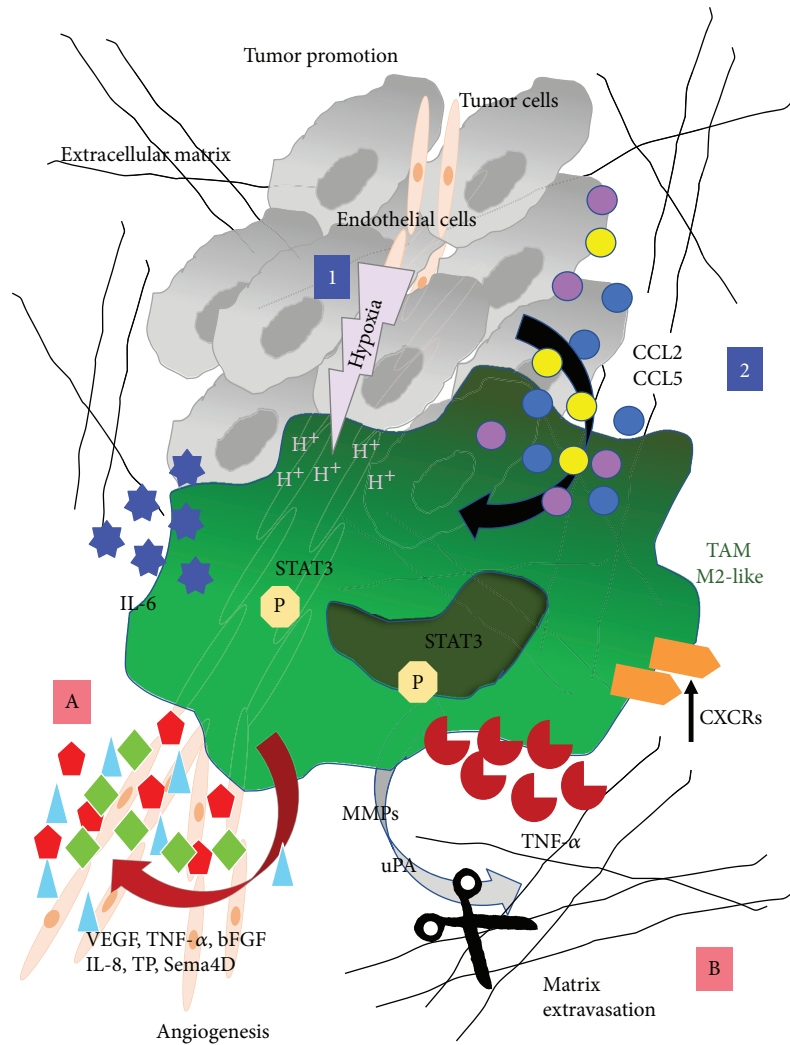 Tumor promotion
Tumor cells
Extracellular matrix
Endothelial cells
1
Hypoxia
CCL2
CCL5
2
H+
H+
H+
H+
H+
TAM
M2-like
STAT3
IL-6
P
STAT3
P
A
CXCRs
MMPs
TNF-α
uPA
VEGF, TNF-α, bFGF
IL-8, TP, Sema4D
B
Matrix
extravasation
Angiogenesis